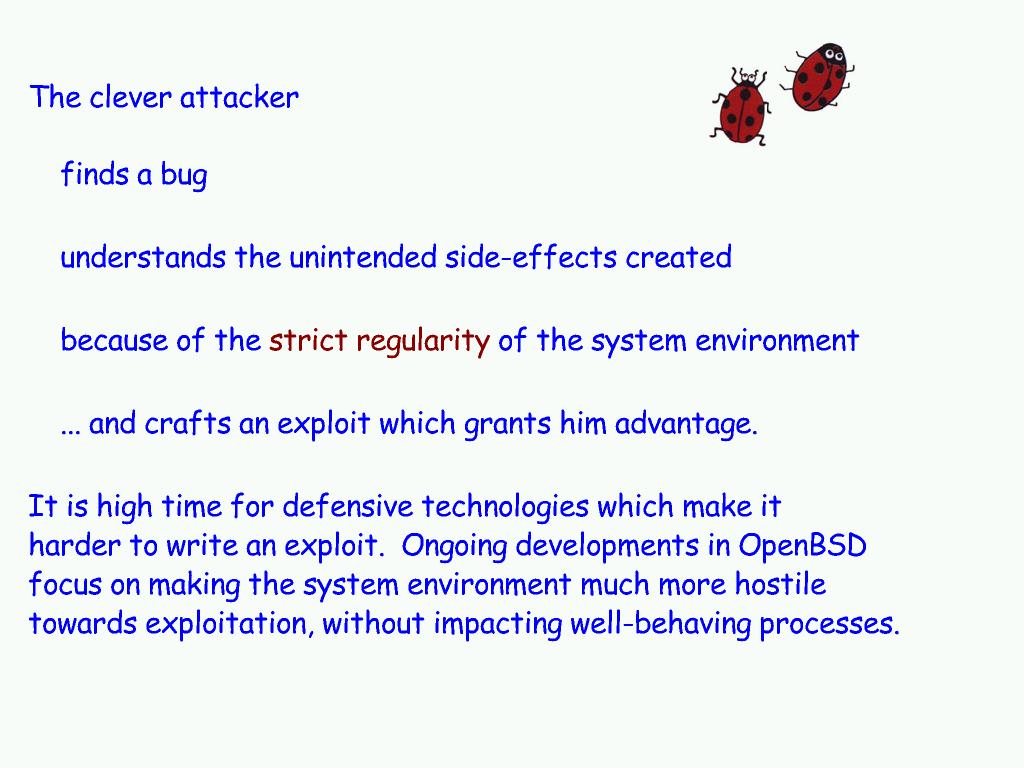 The clever attacker
finds a bug
understands the unintended side-effects created
because of the strict regularity of the system environment
... and crafts an exploit which grants him advantage.
It is high time for defensive technologies which make it
harder to write an exploit.  Ongoing developments in OpenBSD
focus on making the system environment much more hostile
towards exploitation, without impacting well-behaving processes.